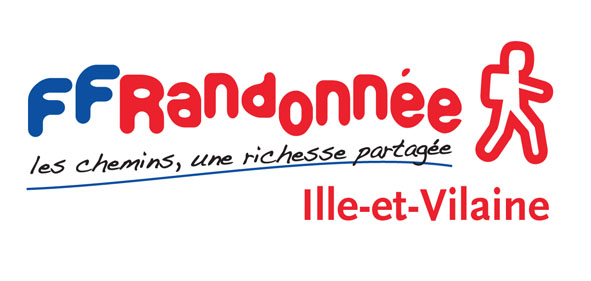 FFRandonnée
les chemins, une richesse partagée
Ille-et-Vilaine